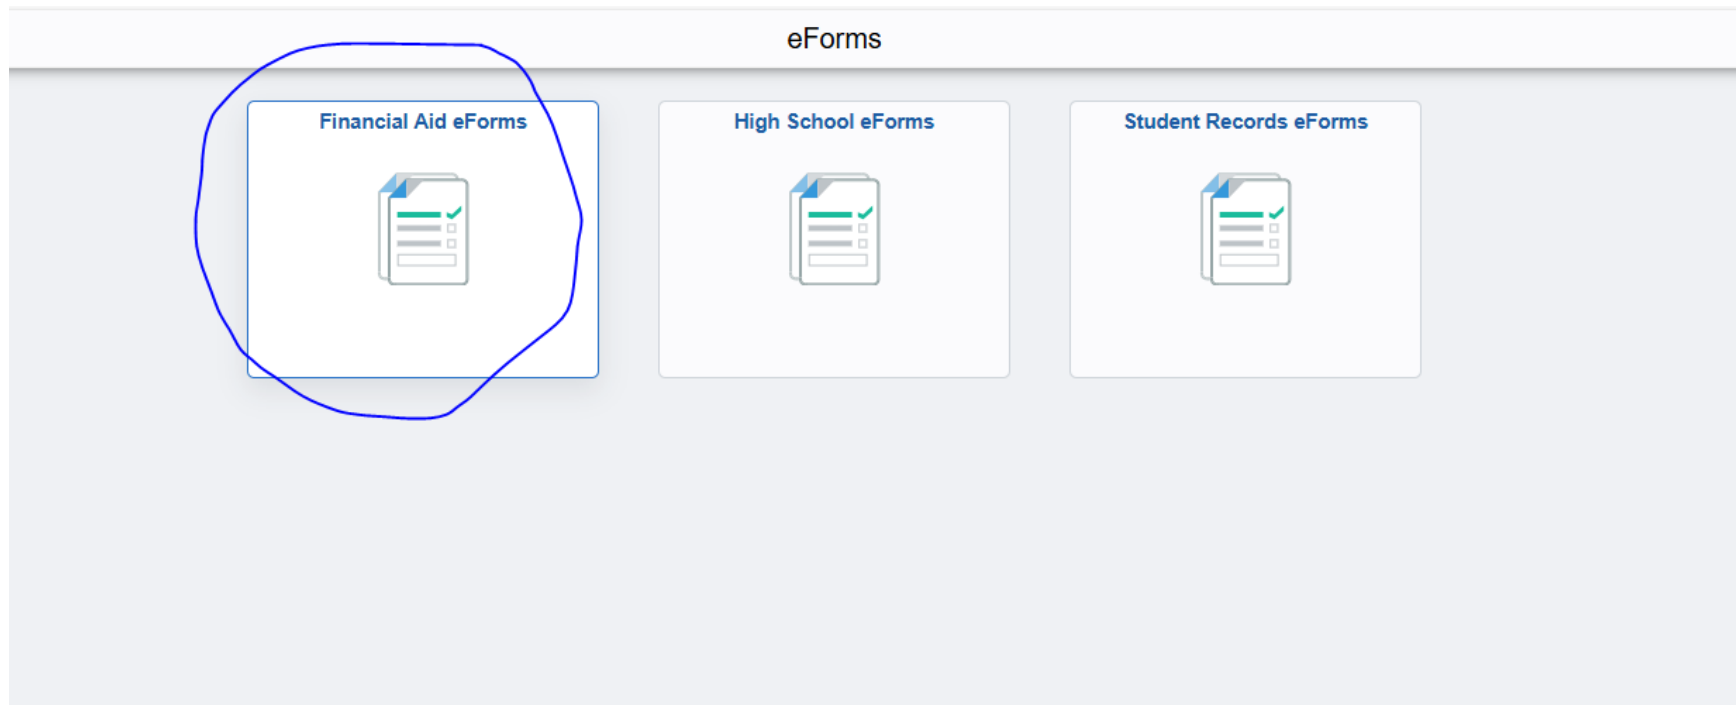 eForms
Financial Aid eForms
High School eForms
Student Records eForms